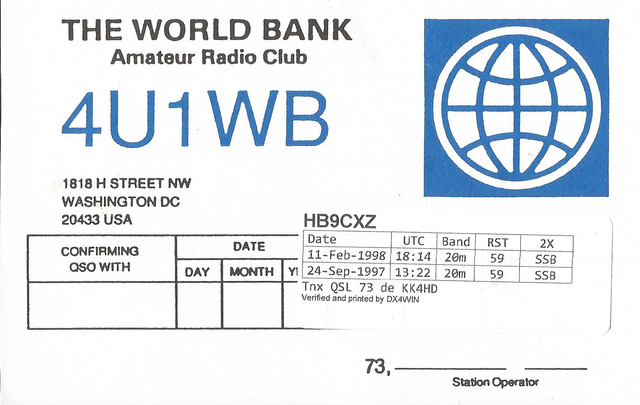 THE WORLD BANK
Amateur Radio Club
4U1WB
1818 H STREET NW
WASHINGTON DC
20433 USA
HB9CXZ
Date UTC Band RST 2X
11-Feb-1998 18:14 20m 59 SSB
24-Sep-1997 13:22 20m 59 SSB
Tnx QSL 73 de KK4HD
Verified and printed by DX4WIN
CONFIRMING
QSO WITH
DATE
DAY MONTH
73,
Station Operator